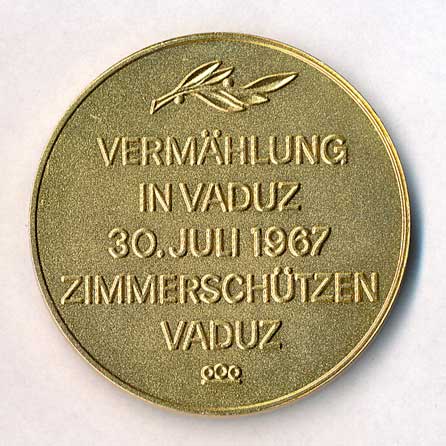 VERMÄHLUNG
IN VADUZ
30. JULI 1967
ZIMMERSCHÜTZEN
VADUZ